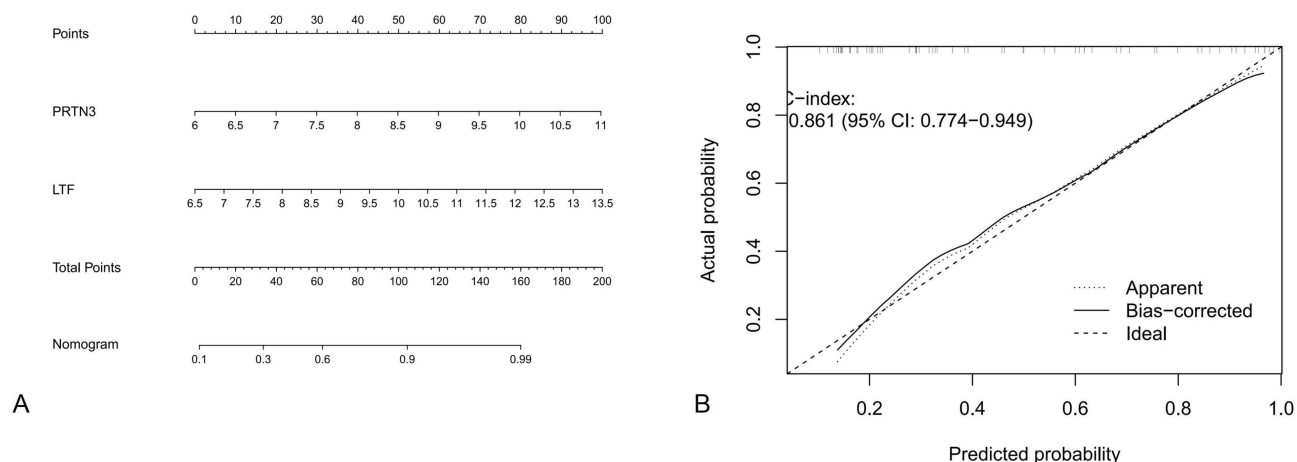 Points
0 10 20 30 40 50 60 70 80 90 100
PRTN3
6 6.5 7 7.5 8 8.5 9 9.5 10 10.5 11
LTF
6.5 7 7.5 8 8.5 9 9.5 10 10.5 11 11.5 12 12.5 13 13.5
Total Points
0 20 40 60 80 100 120 140 160 180 200
Nomogram
0.1 0.3 0.6 0.9 0.99
A
Actual probability
1.0
0.8
0.6
0.4
0.2
C-index:
0.861 (95% CI: 0.774-0.949)
Apparent
Bias-corrected
Ideal
0.2 0.4 0.6 0.8 1.0
Predicted probability
B